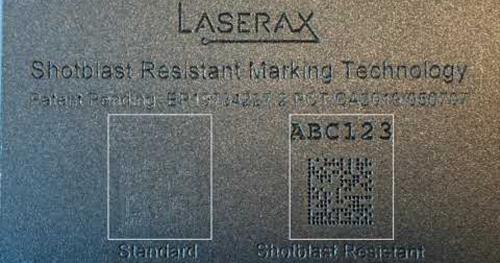 LASERAX
Shotblast Resistant Marking Technology
Patent Pending:
ABC123
Standard Shotblast Resistant